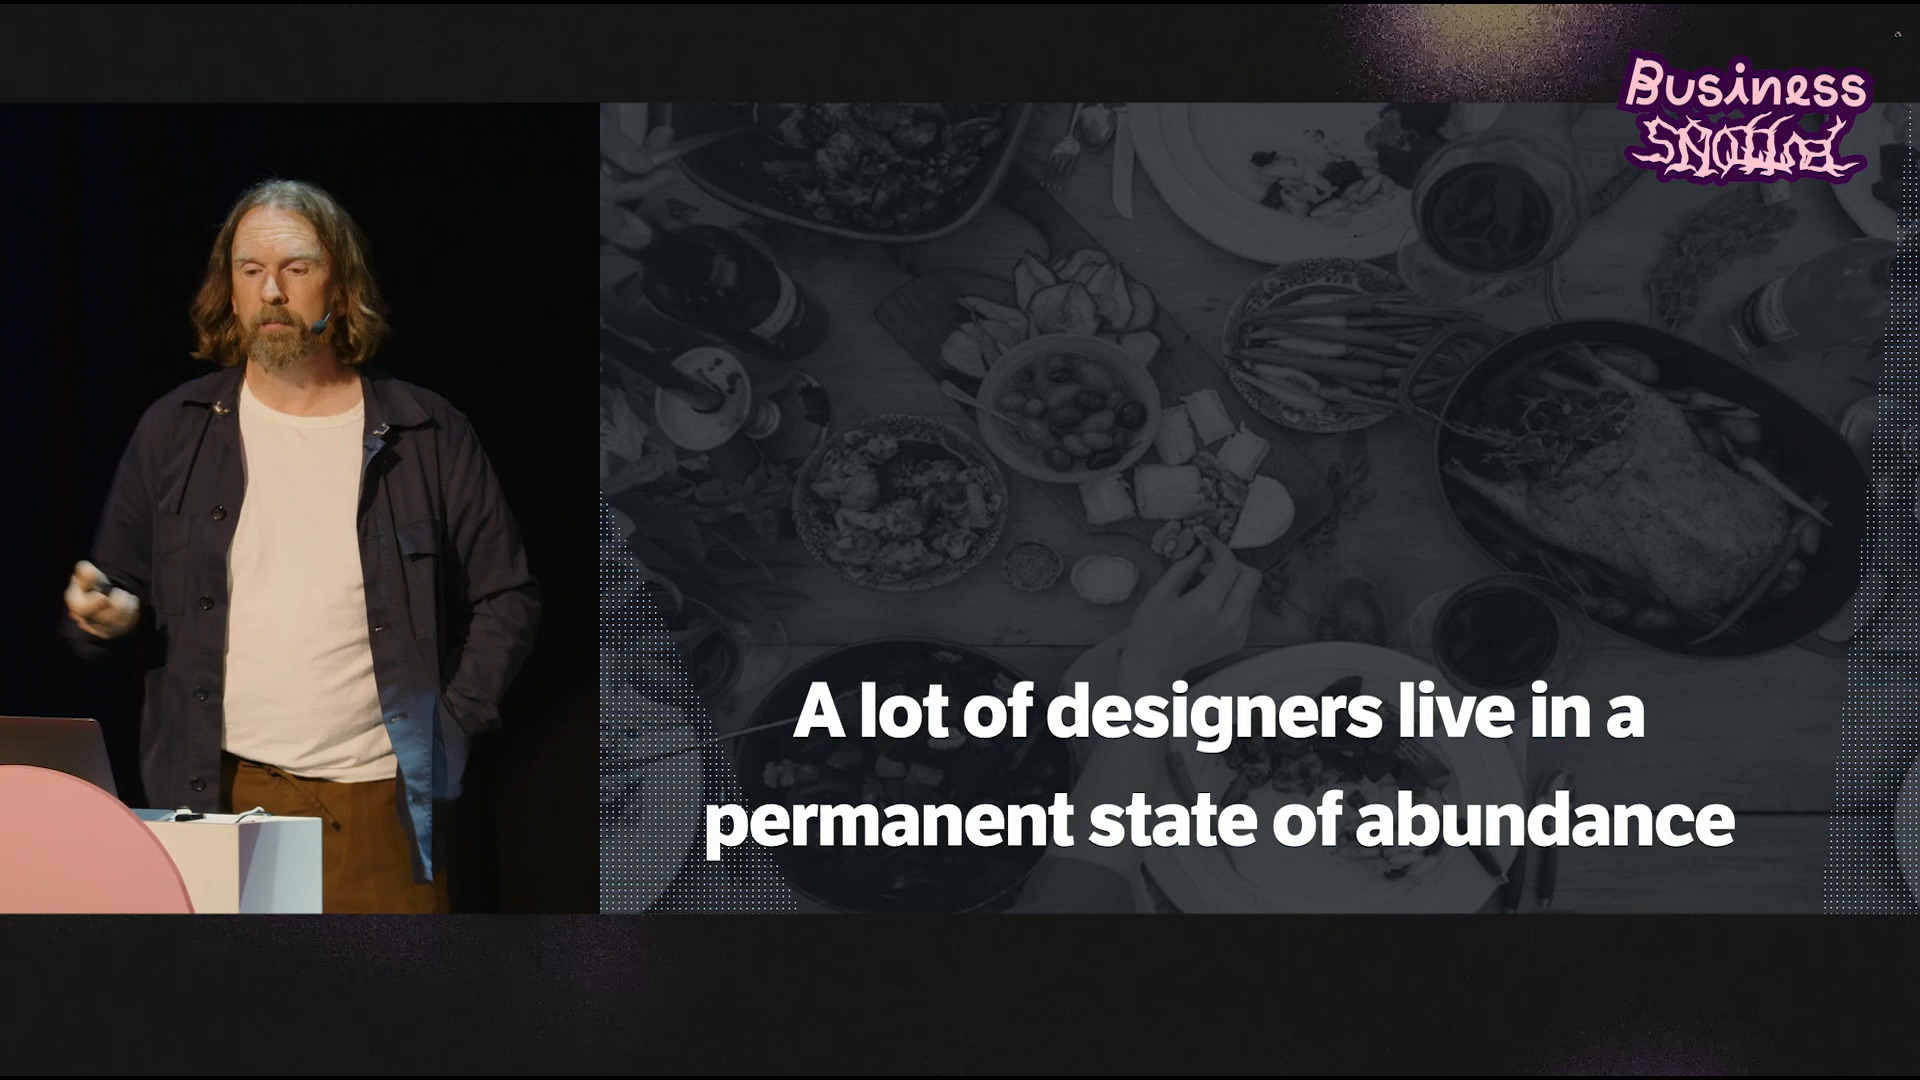 Business
A lot of designers live in a
permanent state of abundance